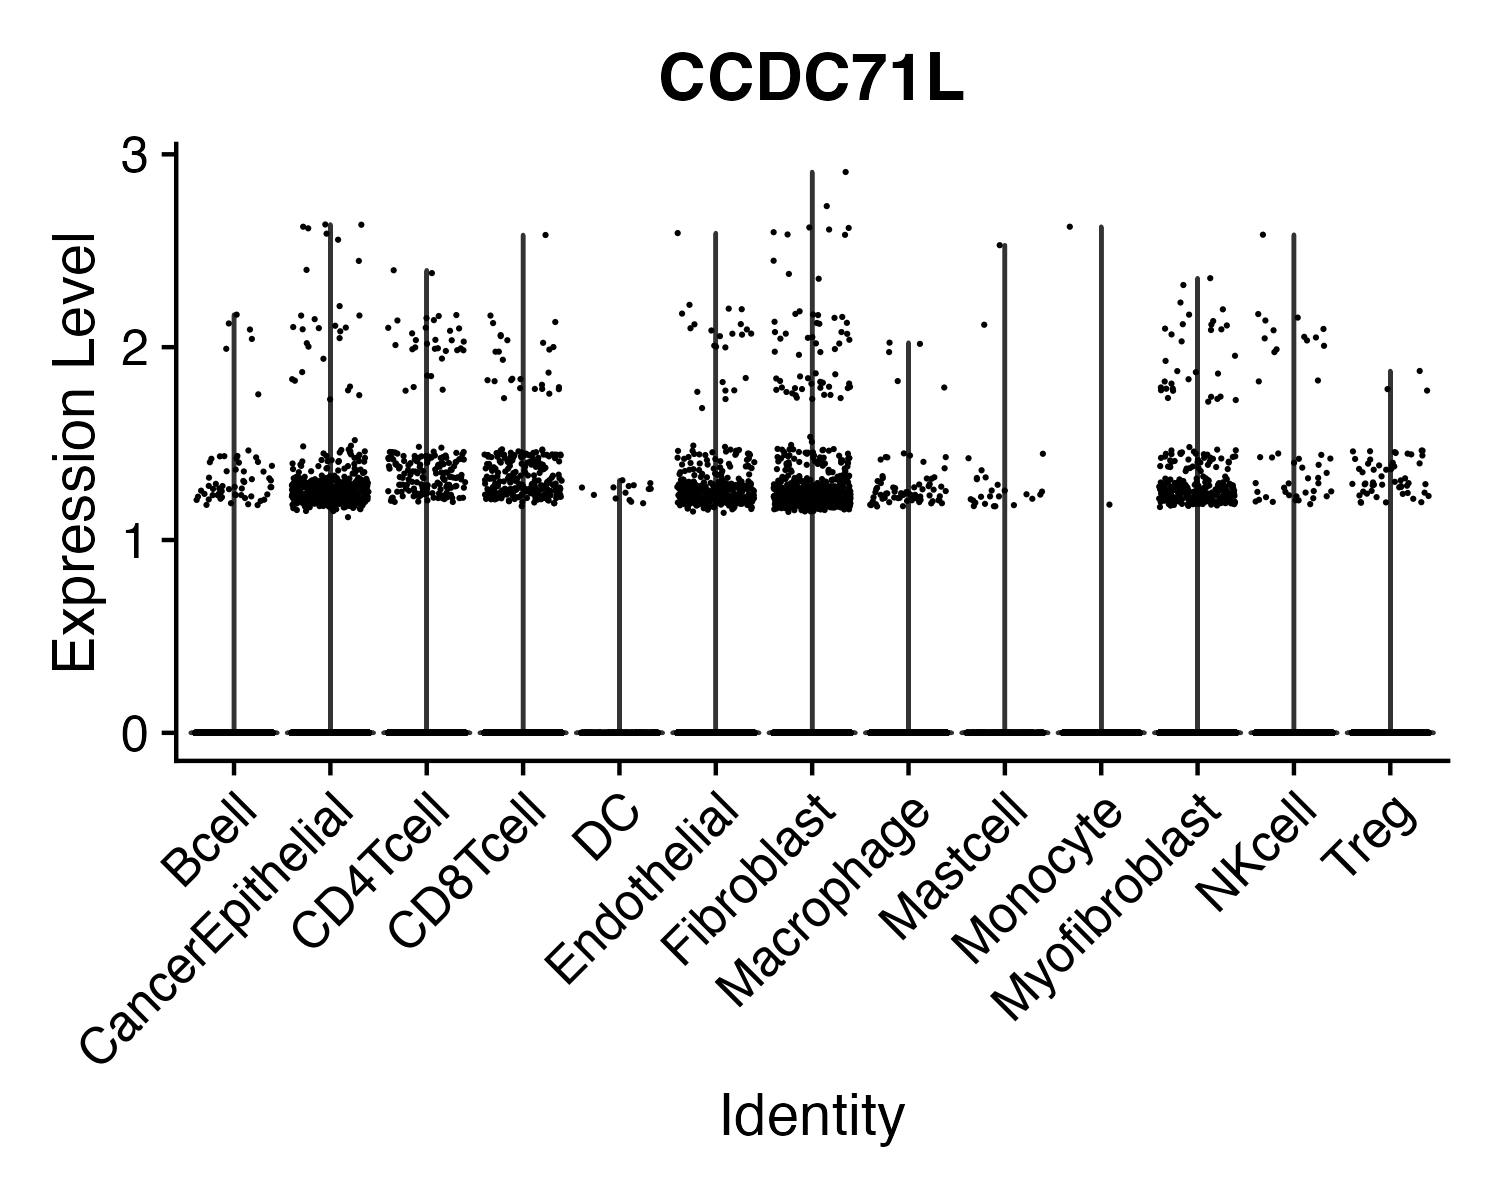 CCDC71L
Expression Level
3
2
1
0
Bcell
CancerEpithelial
CD4Tcell
CD8Tcell
DC
Endothelial
Fibroblast
Macrophage
Mastcell
Monocyte
Myofibroblast
NKcell
Treg
Identity